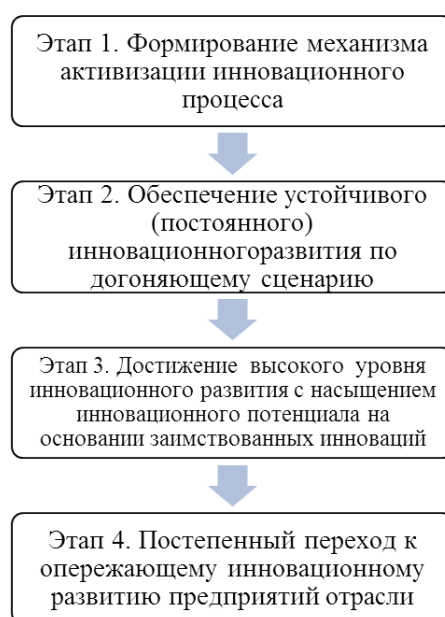 Этап 1. Формирование механизма
активизации инновационного
процесса
Этап 2. Обеспечение устойчивого
(постоянного)
инновационногоразвития по
догоняющему сценарию
Этап 3. Достижение высокого уровня
инновационного развития с насыщением
инновационного потенциала на
основании заимствованных инноваций
Этап 4. Постепенный переход к
опережающему инновационному
развитию предприятий отрасли